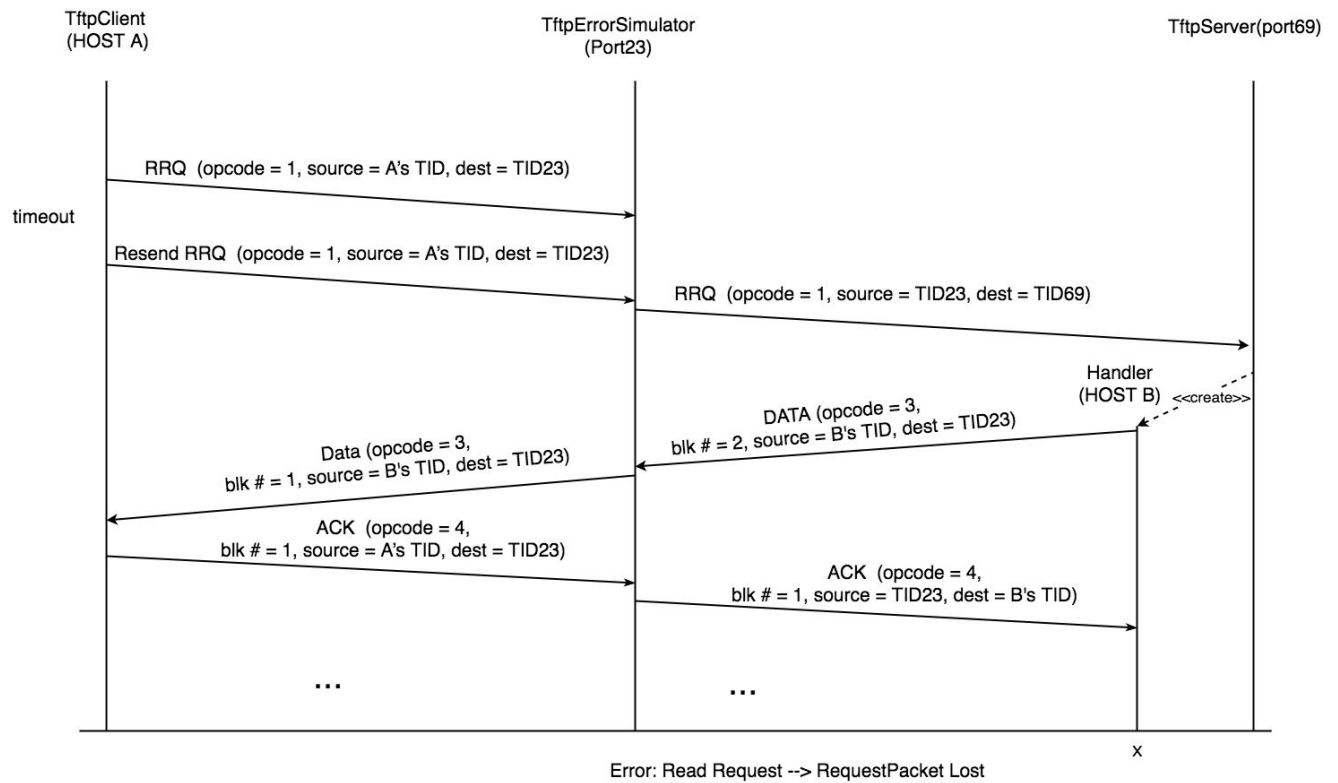 TftpClient
(HOST A)
TftpErrorSimulator
(Port23)
TftpServer(port69)
RRQ (opcode = 1, source = A's TID, dest = TID23)
timeout
Resend RRQ (opcode = 1, source = A's TID, dest = TID23)
RRQ (opcode = 1, source = TID23, dest = TID69)
Handler
(HOST B)
<<create>>
DATA (opcode = 3,
blk # = 2, source = B's TID, dest = TID23)
Data (opcode = 3,
blk # = 1, source = B's TID, dest = TID23)
ACK (opcode = 4,
blk # = 1, source = A's TID, dest = TID23)
ACK (opcode = 4,
blk # = 1, source = TID23, dest = B's TID)
...
...
x
Error: Read Request --> RequestPacket Lost